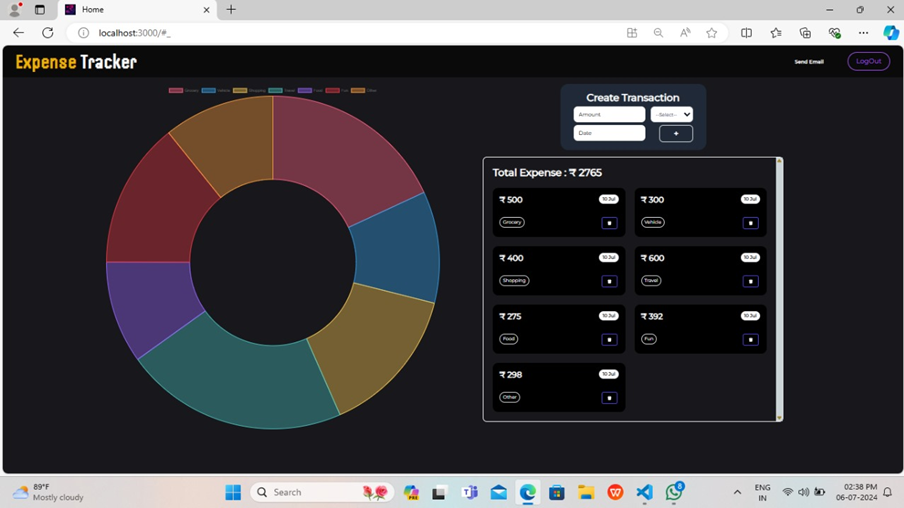 Home
localhost:3000/#_
Expense Tracker
Send Email
LogOut
Grocery Vehicle Shopping Travel Food Fun Other
Create Transaction
Amount
- Select -
Date
+
Total Expense : ₹ 2765
₹ 500
10 Jul
Grocery
₹ 300
10 Jul
Vehicle
₹ 400
10 Jul
Shopping
₹ 600
10 Jul
Travel
₹ 275
10 Jul
Food
₹ 392
10 Jul
Fun
₹ 298
10 Jul
Other
89°F
Mostly cloudy
Search
PRE
8
ENG
IN
02:38 PM
06-07-2024